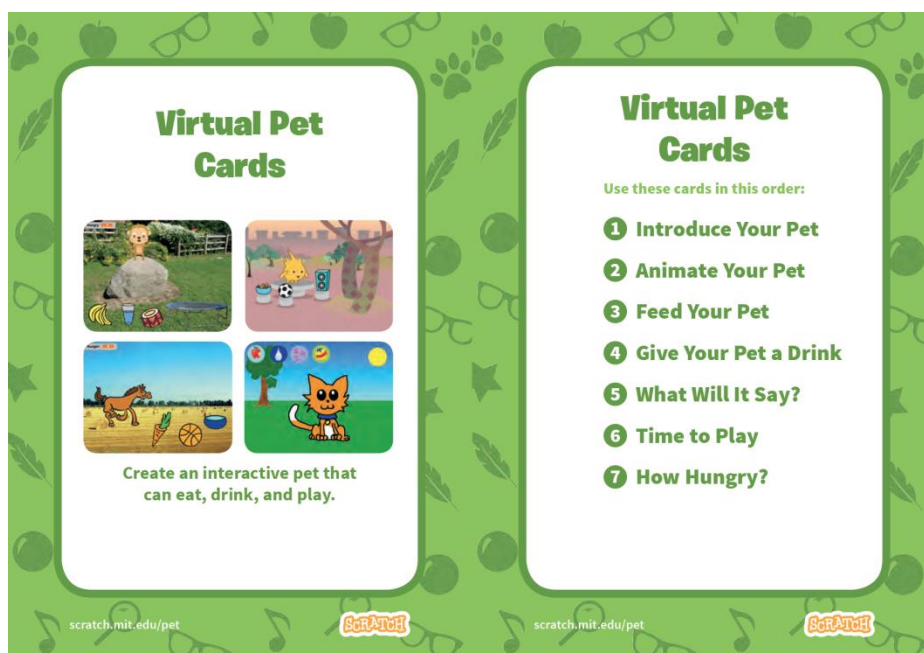 Virtual Pet
Cards
Create an interactive pet that
can eat, drink, and play.
scratch.mit.edu/pet
SCRATCH
Virtual Pet
Cards
Use these cards in this order:
1 Introduce Your Pet
2 Animate Your Pet
3 Feed Your Pet
4 Give Your Pet a Drink
5 What Will It Say?
6 Time to Play
7 How Hungry?
scratch.mit.edu/pet
SCRATCH